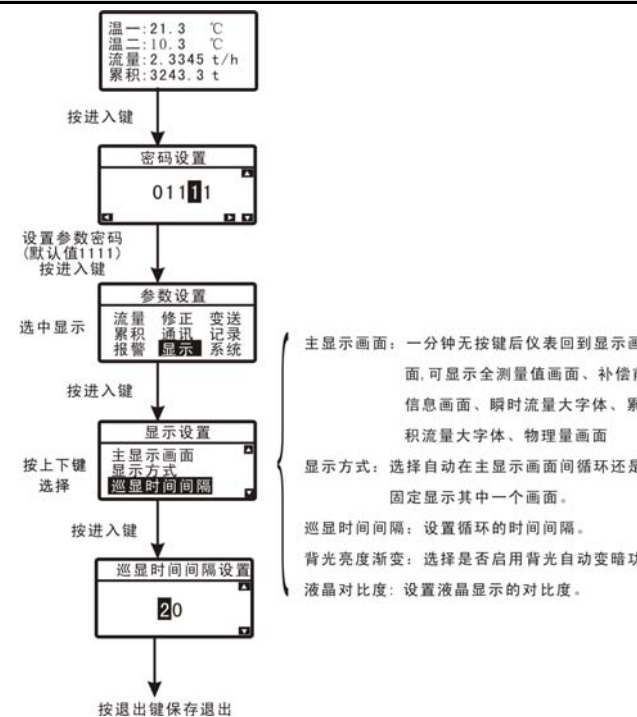 温一:21.3 ℃
温二:10.3 ℃
流量:2.3345 t/h
累积:3243.3 t
按进入键
密码设置
01111
设置参数密码
(默认值1111)
按进入键
参数设置
流量 修正 变送
累积 通讯 记录
报警 显示 系统
选中显示
按进入键
显示设置
主显示画面
显示方式
巡显时间间隔
按上下键
选择
按进入键
巡显时间间隔设置
20
按退出键保存退出
主显示画面：一分钟无按键后仪表回到显示画
面,可显示全测量值画面、补偿前
信息画面、瞬时流量大字体、累
积流量大字体、物理量画面
显示方式：选择自动在主显示画面间循环还是
固定显示其中一个画面。
巡显时间间隔：设置循环的时间间隔。
背光亮度渐变：选择是否启用背光自动变暗功
液晶对比度：设置液晶显示的对比度。